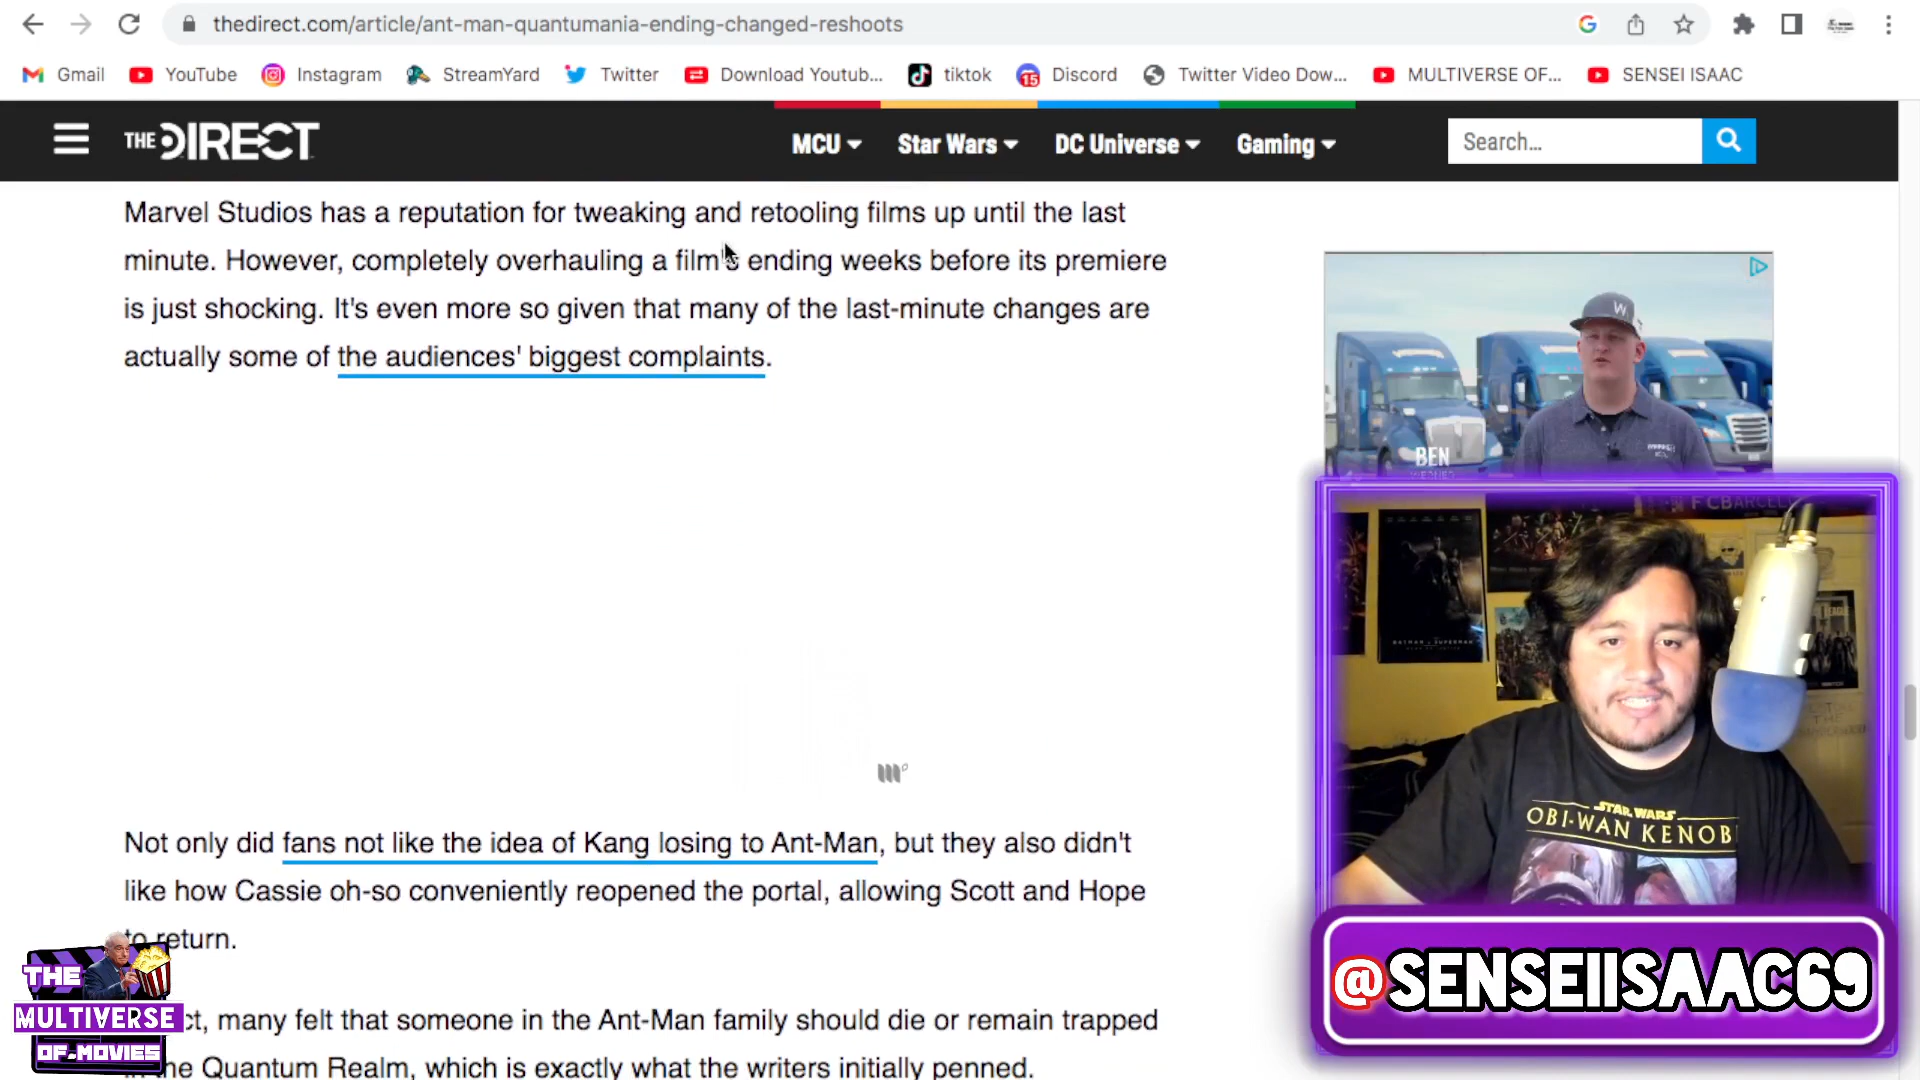 thedirect.com/article/ant-man-quantumania-ending-changed-reshoots
Gmail YouTube Instagram StreamYard Twitter Download Youtub... tiktok 15 Discord Twitter Video Dow... MULTIVERSE OF... SENSEI ISAAC
THE DIRECT MCU Star Wars DC Universe Gaming Search...
Marvel Studios has a reputation for tweaking and retooling films up until the last
minute. However, completely overhauling a film's ending weeks before its premiere
is just shocking. It's even more so given that many of the last-minute changes are
actually some of the audiences' biggest complaints.
W
BEN
FCBARCEL
BATMAN v SUPERMAN
STAR WARS
OBI-WAN KENOBI
Not only did fans not like the idea of Kang losing to Ant-Man, but they also didn't
like how Cassie oh-so conveniently reopened the portal, allowing Scott and Hope
to return.
THE
MULTIVERSE
OF-MOVIES
@SENSEIISAAC69
many felt that someone in the Ant-Man family should die or remain trapped
the Quantum Realm, which is exactly what the writers initially penned.